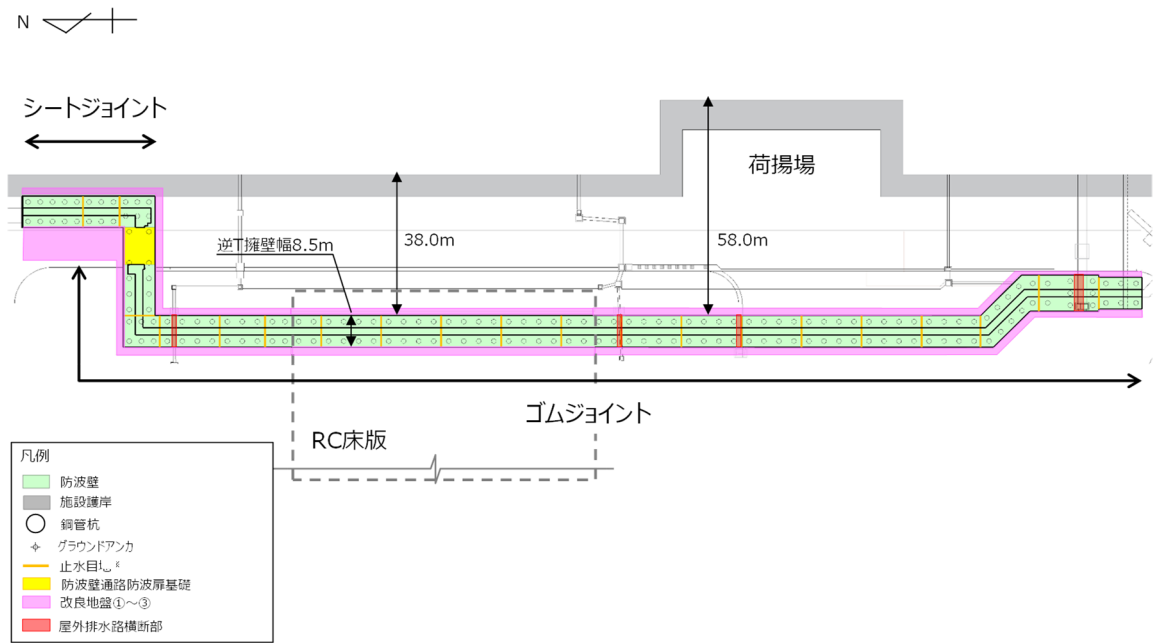 N
シートジョイント
荷揚場
逆T擁壁幅8.5m
38.0m
58.0m
ゴムジョイント
RC床版
凡例
防波壁
施設護岸
鋼管杭
グラウンドアンカ
止水目
防波壁通路防波扉基礎
改良地盤①～③
屋外排水路横断部